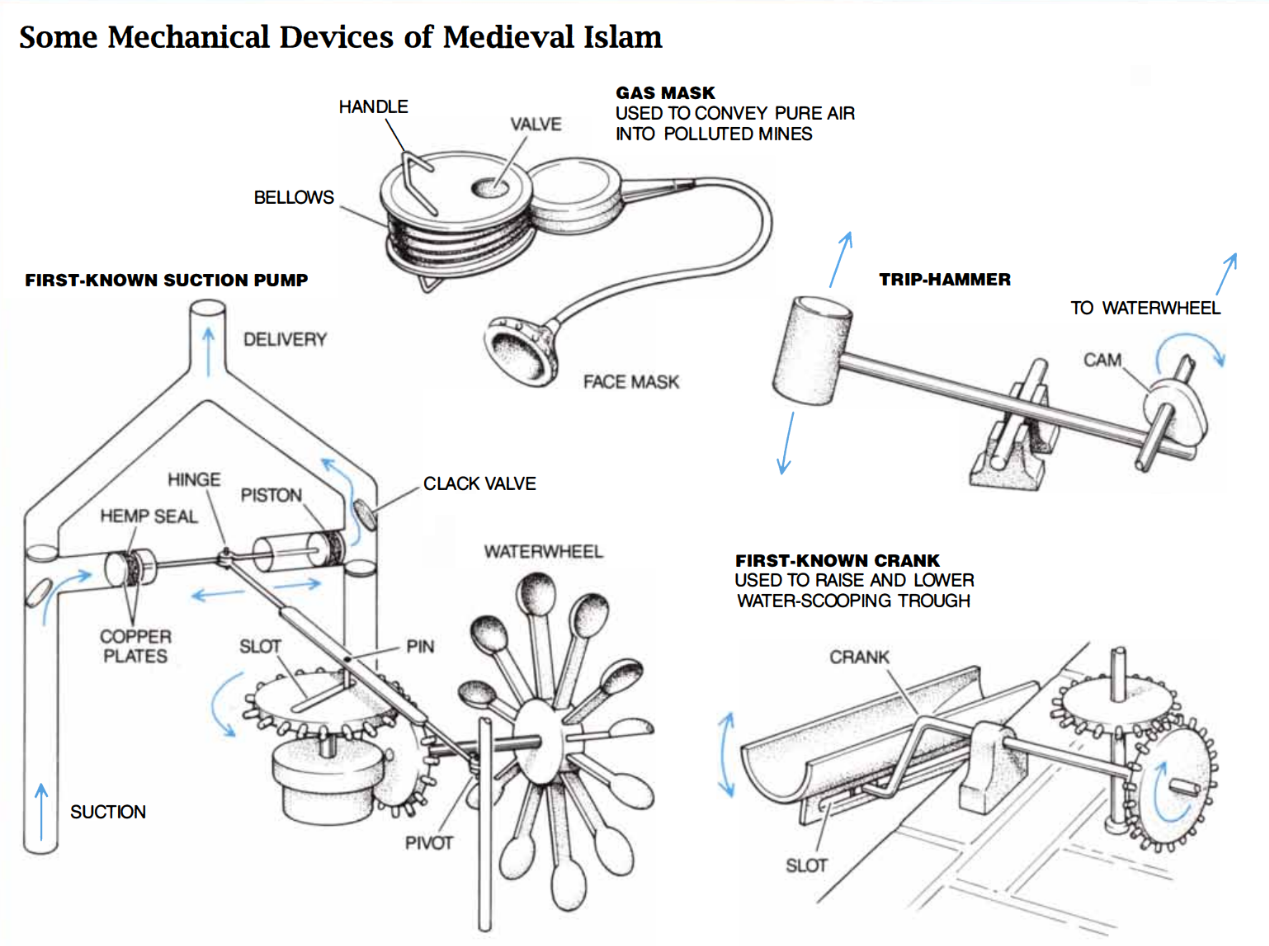 Some Mechanical Devices of Medieval Islam
GAS MASK
USED TO CONVEY PURE AIR
INTO POLLUTED MINES
HANDLE
VALVE
BELLOWS
FACE MASK
FIRST-KNOWN SUCTION PUMP
DELIVERY
HINGE
PISTON
CLACK VALVE
HEMP SEAL
COPPER
PLATES
SLOT
PIN
WATERWHEEL
SUCTION
PIVOT
TRIP-HAMMER
TO WATERWHEEL
CAM
FIRST-KNOWN CRANK
USED TO RAISE AND LOWER
WATER-SCOOPING TROUGH
CRANK
SLOT